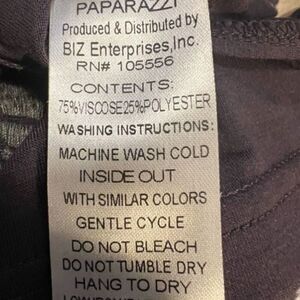 PAPARAZZI
Produced & Distributed by
BIZ Enterprises,Inc.
RN# 105556
CONTENTS:
75%VISCOSE25%POLYESTER
WASHING INSTRUCTIONS:
MACHINE WASH COLD
INSIDE OUT
WITH SIMILAR COLORS
GENTLE CYCLE
DO NOT BLEACH
DO NOT TUMBLE DRY
HANG TO DRY